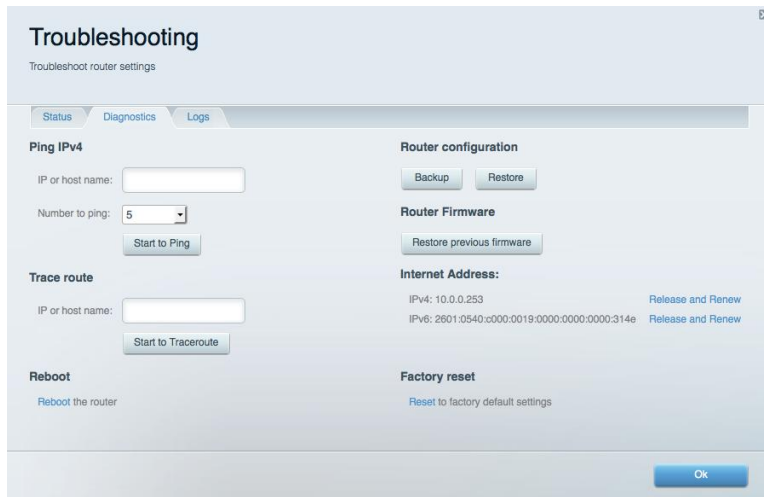 Troubleshooting
Troubleshoot router settings
Status Diagnostics Logs
Ping IPv4
IP or host name:
Number to ping: 5
Start to Ping
Trace route
IP or host name:
Start to Traceroute
Reboot
Reboot the router
Router configuration
Backup Restore
Router Firmware
Restore previous firmware
Internet Address:
IPv4: 10.0.0.253 Release and Renew
IPv6: 2601:0540:c000:0019:0000:0000:0000:314e Release and Renew
Factory reset
Reset to factory default settings
Ok